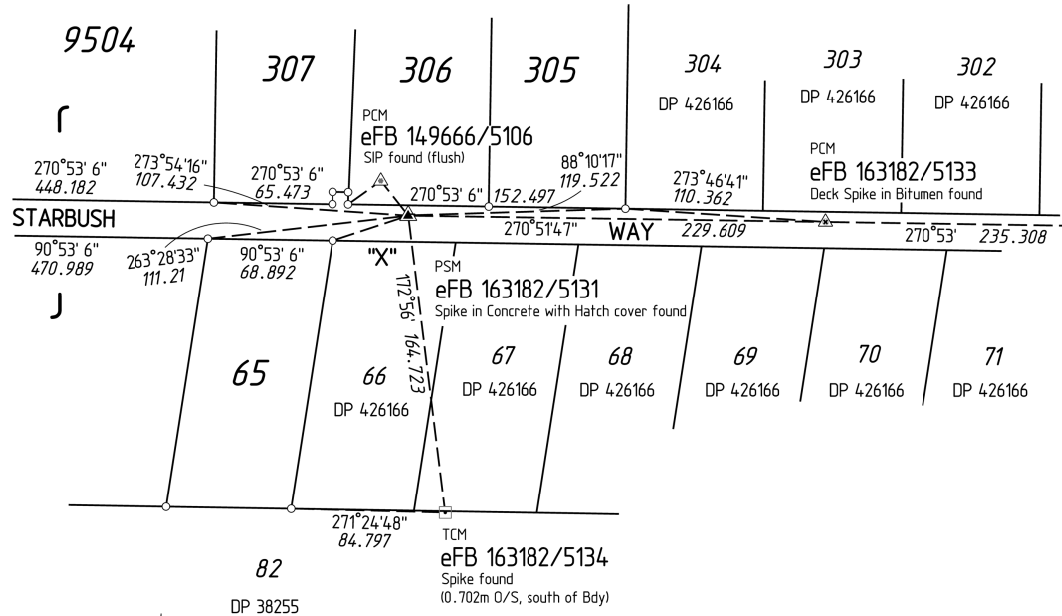 9504
307
306
305
304
DP 426166
303
DP 426166
302
DP 426166
PCM
eFB 149666/5106
SIP found (flush)
PCM
eFB 163182/5133
Deck Spike in Bitumen found
270°53' 6"
448.182
273°54'16"
107.432
270°53' 6"
65.473
270°53' 6" 152.497
88°10'17"
119.522
273°46'41"
110.362
STARBUSH WAY
270°51'47" 229.609
270°53' 235.308
90°53' 6"
470.989
263°28'33"
111.21
90°53' 6"
68.892
"X"
172°56' 164.723
PSM
eFB 163182/5131
Spike in Concrete with Hatch cover found
65
66
DP 426166
67
DP 426166
68
DP 426166
69
DP 426166
70
DP 426166
71
DP 426166
271°24'48"
84.797
TCM
eFB 163182/5134
Spike found
(0.702m O/S, south of Bdy)
82
DP 38255